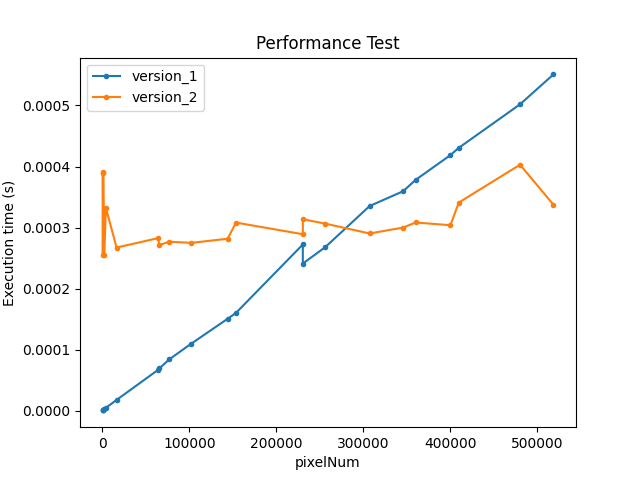 Performance Test
version_1
version_2
Execution time (s)
0.0005
0.0004
0.0003
0.0002
0.0001
0.0000
0 100000 200000 300000 400000 500000
pixelNum